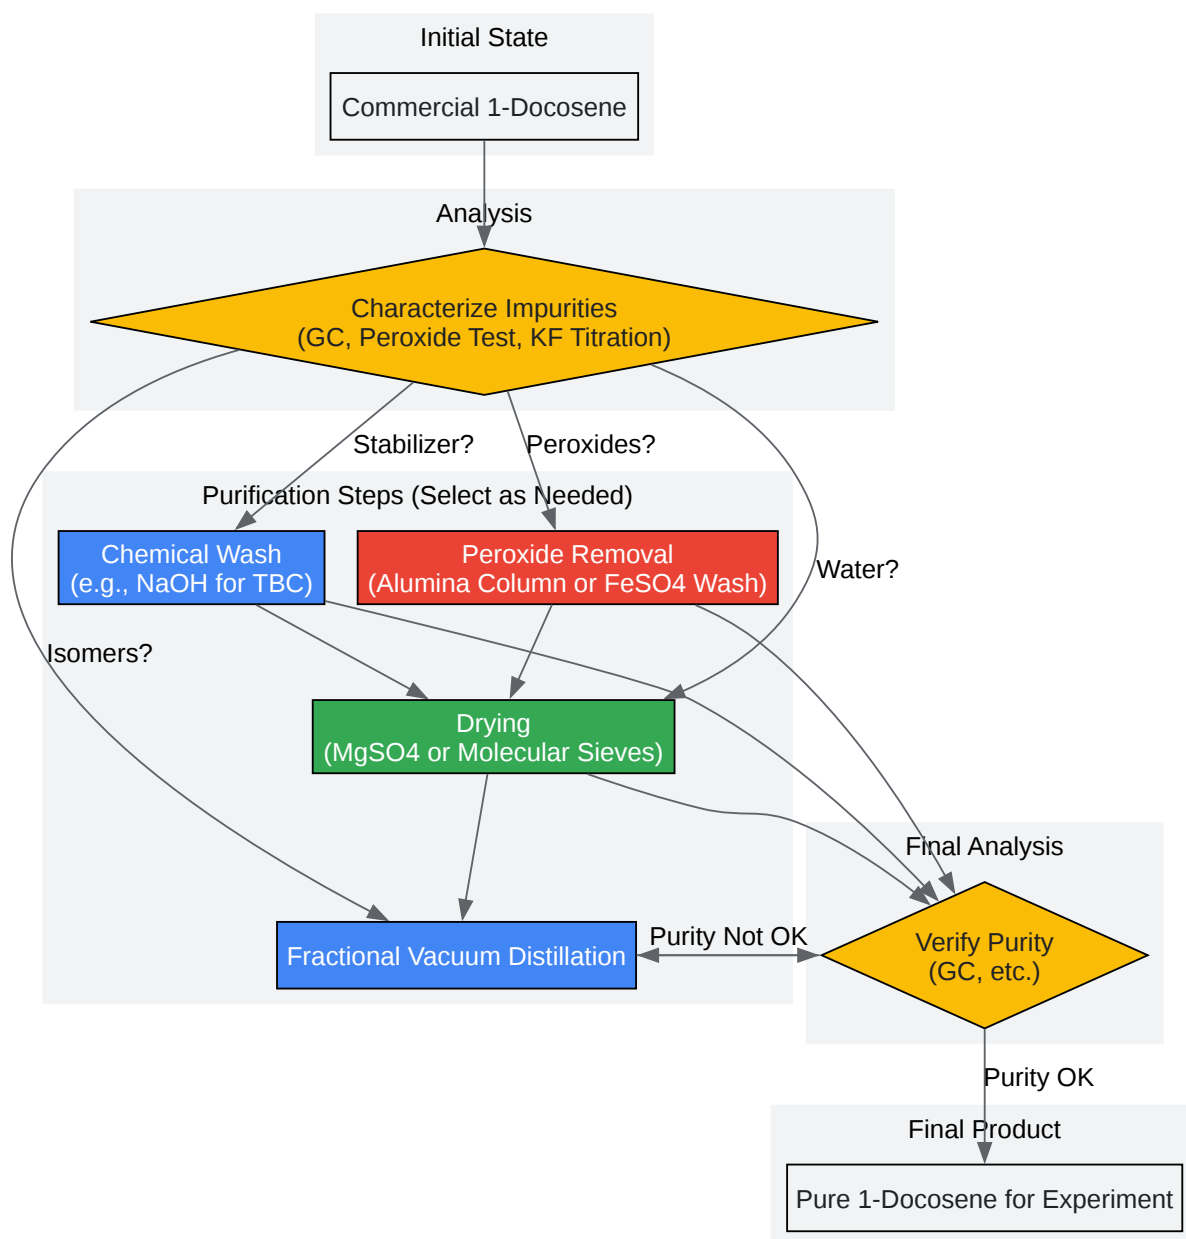 Initial State
Commercial 1-Docosene
Analysis
Characterize Impurities
(GC, Peroxide Test, KF Titration)
Stabilizer?
Peroxides?
Purification Steps (Select as Needed)
Chemical Wash
(e.g., NaOH for TBC)
Peroxide Removal
(Alumina Column or FeSO4 Wash)
Water?
Isomers?
Drying
(MgSO4 or Molecular Sieves)
Final Analysis
Fractional Vacuum Distillation
Purity Not OK
Verify Purity
(GC, etc.)
Purity OK
Final Product
Pure 1-Docosene for Experiment